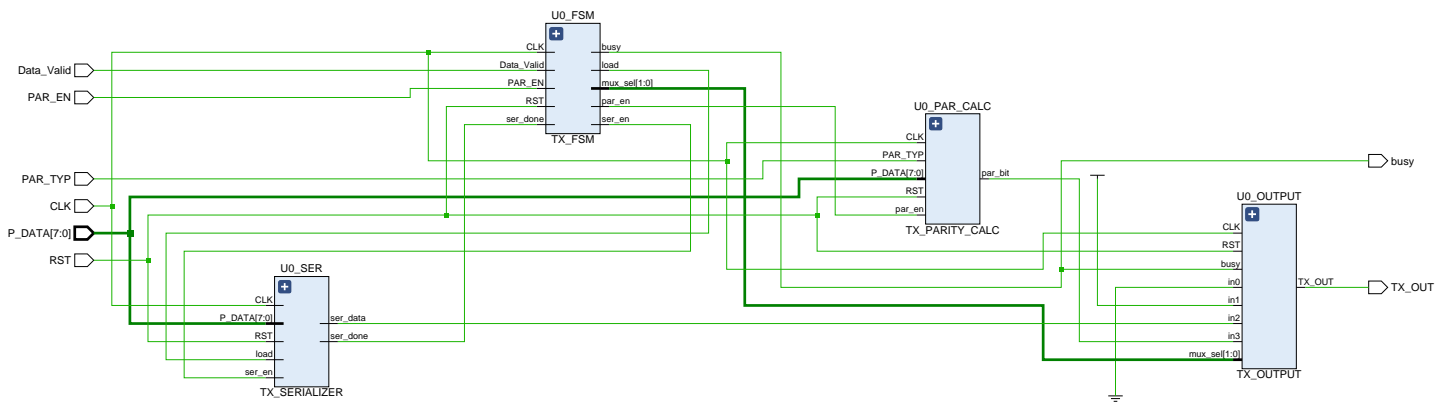 U0_FSM
CLK
Data_Valid
PAR_EN
RST
ser_done
busy
load
mux_sel[1:0]
par_en
ser_en
TX_FSM
Data_Valid
PAR_EN
PAR_TYP
CLK
P_DATA[7:0]
RST
U0_PAR_CALC
CLK
PAR_TYP
P_DATA[7:0]
RST
par_en
par_bit
TX_PARITY_CALC
busy
U0_OUTPUT
CLK
RST
busy
in0
in1
in2
in3
mux_sel[1:0]
TX_OUT
TX_OUTPUT
TX_OUT
U0_SER
CLK
P_DATA[7:0]
RST
load
ser_en
ser_data
ser_done
TX_SERIALIZER